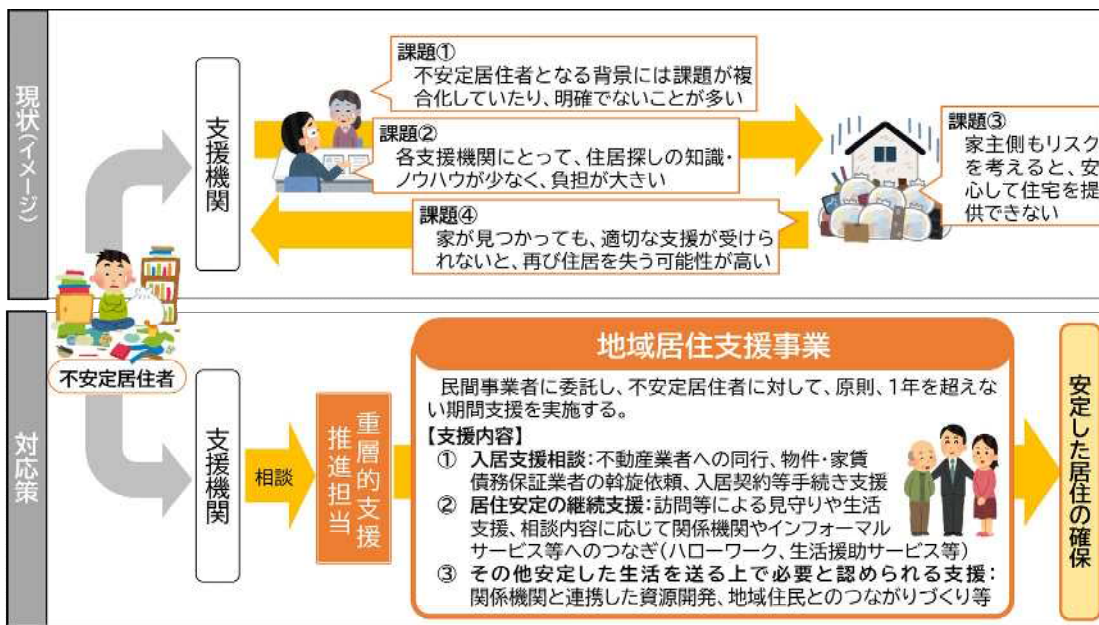 現状(イメージ)
支援機関
課題①
不安定居住者となる背景には課題が複
合化していたり、明確でないことが多い
課題②
各支援機関にとって、住居探しの知識・
ノウハウが少なく、負担が大きい
課題③
家主側もリスク
を考えると、安
心して住宅を提
供できない
課題④
家が見つかっても、適切な支援が受けら
れないと、再び住居を失う可能性が高い
不安定居住者
対応策
支援機関
相談
重層的支援
推進担当
地域居住支援事業
民間事業者に委託し、不安定居住者に対して、原則、1年を超えな
い期間支援を実施する。
【支援内容】
① 入居支援相談:不動産業者への同行、物件・家賃
債務保証業者の斡旋依頼、入居契約等手続き支援
② 居住安定の継続支援:訪問等による見守りや生活
支援、相談内容に応じて関係機関やインフォーマル
サービス等へのつなぎ(ハローワーク、生活援助サービス等)
③ その他安定した生活を送る上で必要と認められる支援:
関係機関と連携した資源開発、地域住民とのつながりづくり等
安定した居住の確保